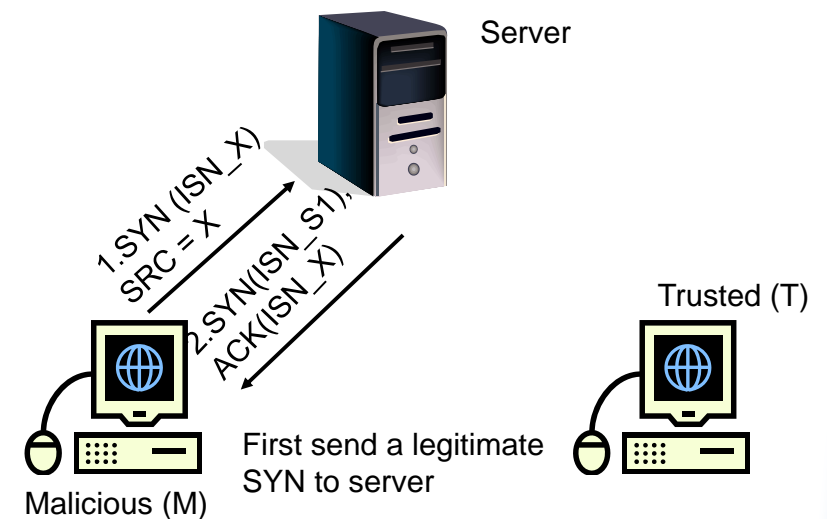 Server
1.SYN (ISN_X)
SRC = X
2.SYN(ISN_S1),
ACK(ISN_X)
Trusted (T)
First send a legitimate
SYN to server
Malicious (M)